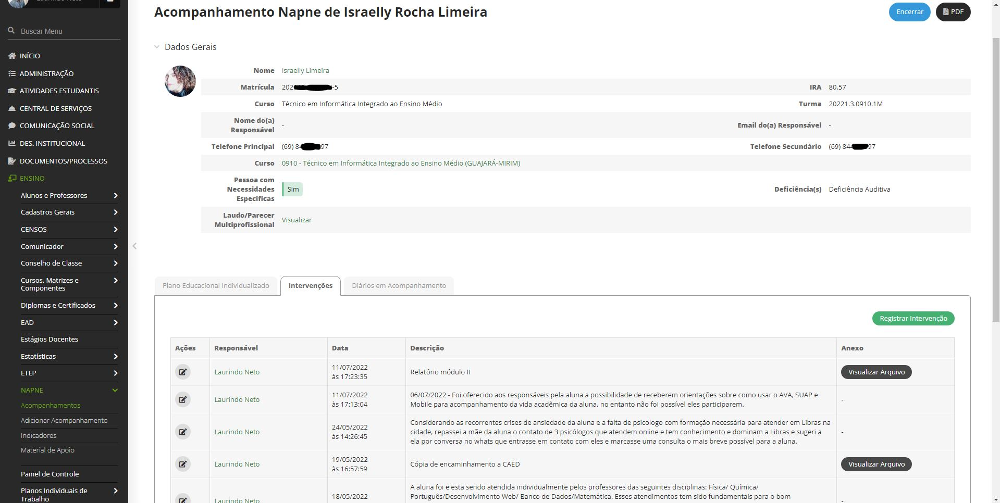 Buscar Menu
INÍCIO
ADMINISTRAÇÃO
ATIVIDADES ESTUDANTIS
CENTRAL DE SERVIÇOS
COMUNICAÇÃO SOCIAL
DES. INSTITUCIONAL
DOCUMENTOS/PROCESSOS
ENSINO
Alunos e Professores
Cadastros Gerais
CENSOS
Comunicador
Conselho de Classe
Cursos, Matrizes e
Componentes
Diplomas e Certificados
EAD
Estágios Docentes
Estatísticas
ETEP
NAPNE
Acompanhamentos
Adicionar Acompanhamento
Indicadores
Material de Apoio
Painel de Controle
Planos Individuais de
Trabalho
Acompanhamento Napne de Israelly Rocha Limeira
Encerrar PDF
Dados Gerais
Nome Israelly Limeira
Matrícula 202 -5 IRA 80,57
Curso Técnico em Informática Integrado ao Ensino Médio Turma 20221.3.0910.1M
Nome do(a)
Responsável - Email do(a) Responsável -
Telefone Principal (69) 8 97 Telefone Secundário (69) 84 97
Curso 0910 - Técnico em Informática Integrado ao Ensino Médio (GUAJARÁ-MIRIM)
Pessoa com
Necessidades
Específicas Sim Deficiência(s) Deficiência Auditiva
Laudo/Parecer
Multiprofissional Visualizar
Plano Educacional Individualizado Intervenções Diários em Acompanhamento
Registrar Intervenção
Ações Responsável Data Descrição Anexo
Laurindo Neto 11/07/2022
às 17:23:35 Relatório módulo II Visualizar Arquivo
Laurindo Neto 11/07/2022
às 17:13:04
06/07/2022 - Foi oferecido aos responsáveis pela aluna a possibilidade de receberem orientações sobre como usar o AVA, SUAP e
Mobile para acompanhamento da vida acadêmica da aluna, no entanto não foi possível eles participarem. -
Laurindo Neto 24/05/2022
às 14:26:45
Considerando as recorrentes crises de ansiedade da aluna e a falta de psicologo com formação necessária para atender em Libras na
cidade, repassei a mãe da aluna o contato de 3 psicólogos que atendem online e tem conhecimento e dominam a Libras e sugeri a
ela por conversa no whats que entrasse em contato com eles e marcasse uma consulta o mais breve possível para a aluna. -
Laurindo Neto 19/05/2022
às 16:57:59 Cópia de encaminhamento a CAED Visualizar Arquivo
Laurindo Neto 18/05/2022
A aluna foi e esta sendo atendida individualmente pelos professores das seguintes disciplinas: Física/ Química/
Português/Desenvolvimento Web/ Banco de Dados/Matemática. Esses atendimentos tem sido fundamentais para o bom -